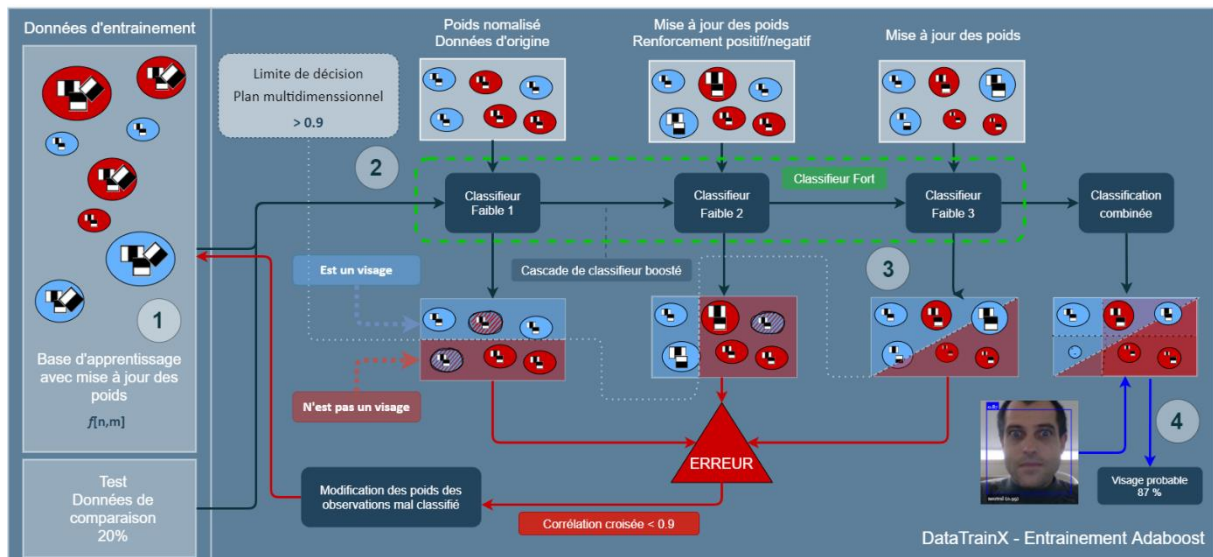 Données d'entrainement
Poids nomalisé
Données d'origine
Mise à jour des poids
Renforcement positif/negatif)
Mise à jour des poids
Limite de décision
Plan multidimenssionnel
> 0.9
2
Classifieur Fort
Classifieur
Faible 1
Classifieur
Faible 2
Classifieur
Faible 3
Classification
combinée
Est un visage
Cascade de classifieur boosté
3
1
Base d'apprentissage
avec mise à jour des
poids
f[n,m]
N'est pas un visage
4
ERREUR
Test
Données de
comparaison
20%
Modification des poids des
observations mal classifié
Visage probable
87 %
Corrélation croisée < 0.9
DataTrainX - Entrainement Adaboost